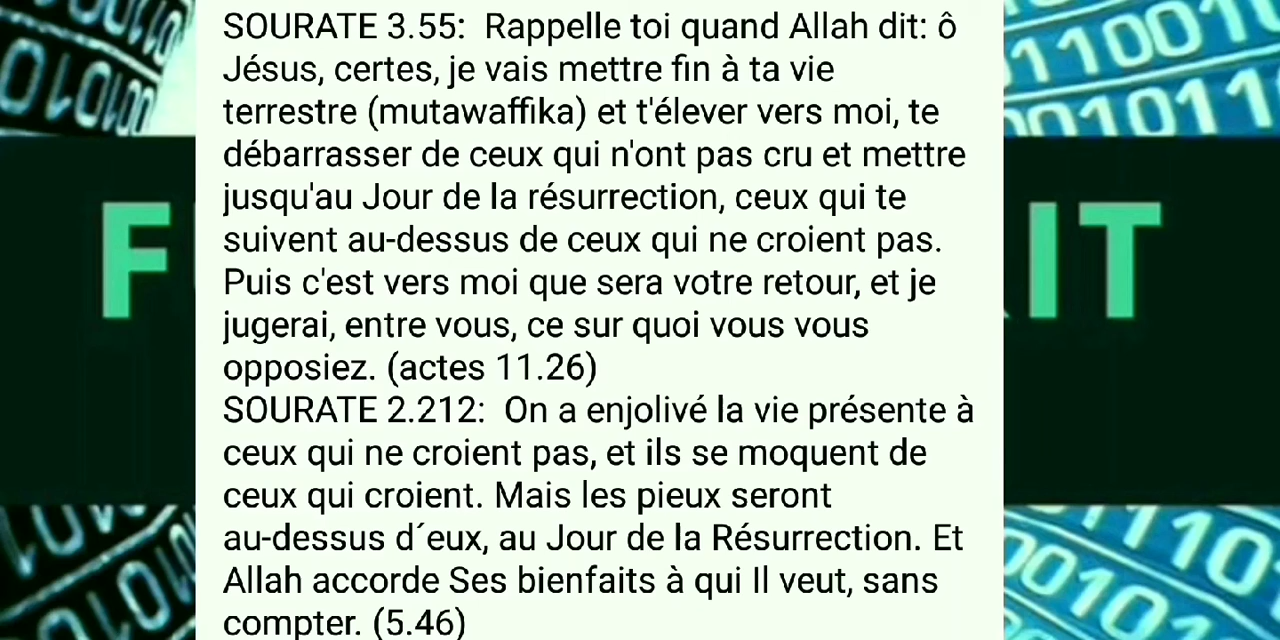 SOURATE 3.55:  Rappelle toi quand Allah dit: ô
Jésus, certes, je vais mettre fin à ta vie
terrestre (mutawaffika) et t'élever vers moi, te
débarrasser de ceux qui n'ont pas cru et mettre
jusqu'au Jour de la résurrection, ceux qui te
suivent au-dessus de ceux qui ne croient pas.
Puis c'est vers moi que sera votre retour, et je
jugerai, entre vous, ce sur quoi vous vous
opposiez. (actes 11.26)
SOURATE 2.212:  On a enjolivé la vie présente à
ceux qui ne croient pas, et ils se moquent de
ceux qui croient. Mais les pieux seront
au-dessus d´eux, au Jour de la Résurrection. Et
Allah accorde Ses bienfaits à qui Il veut, sans
compter. (5.46)